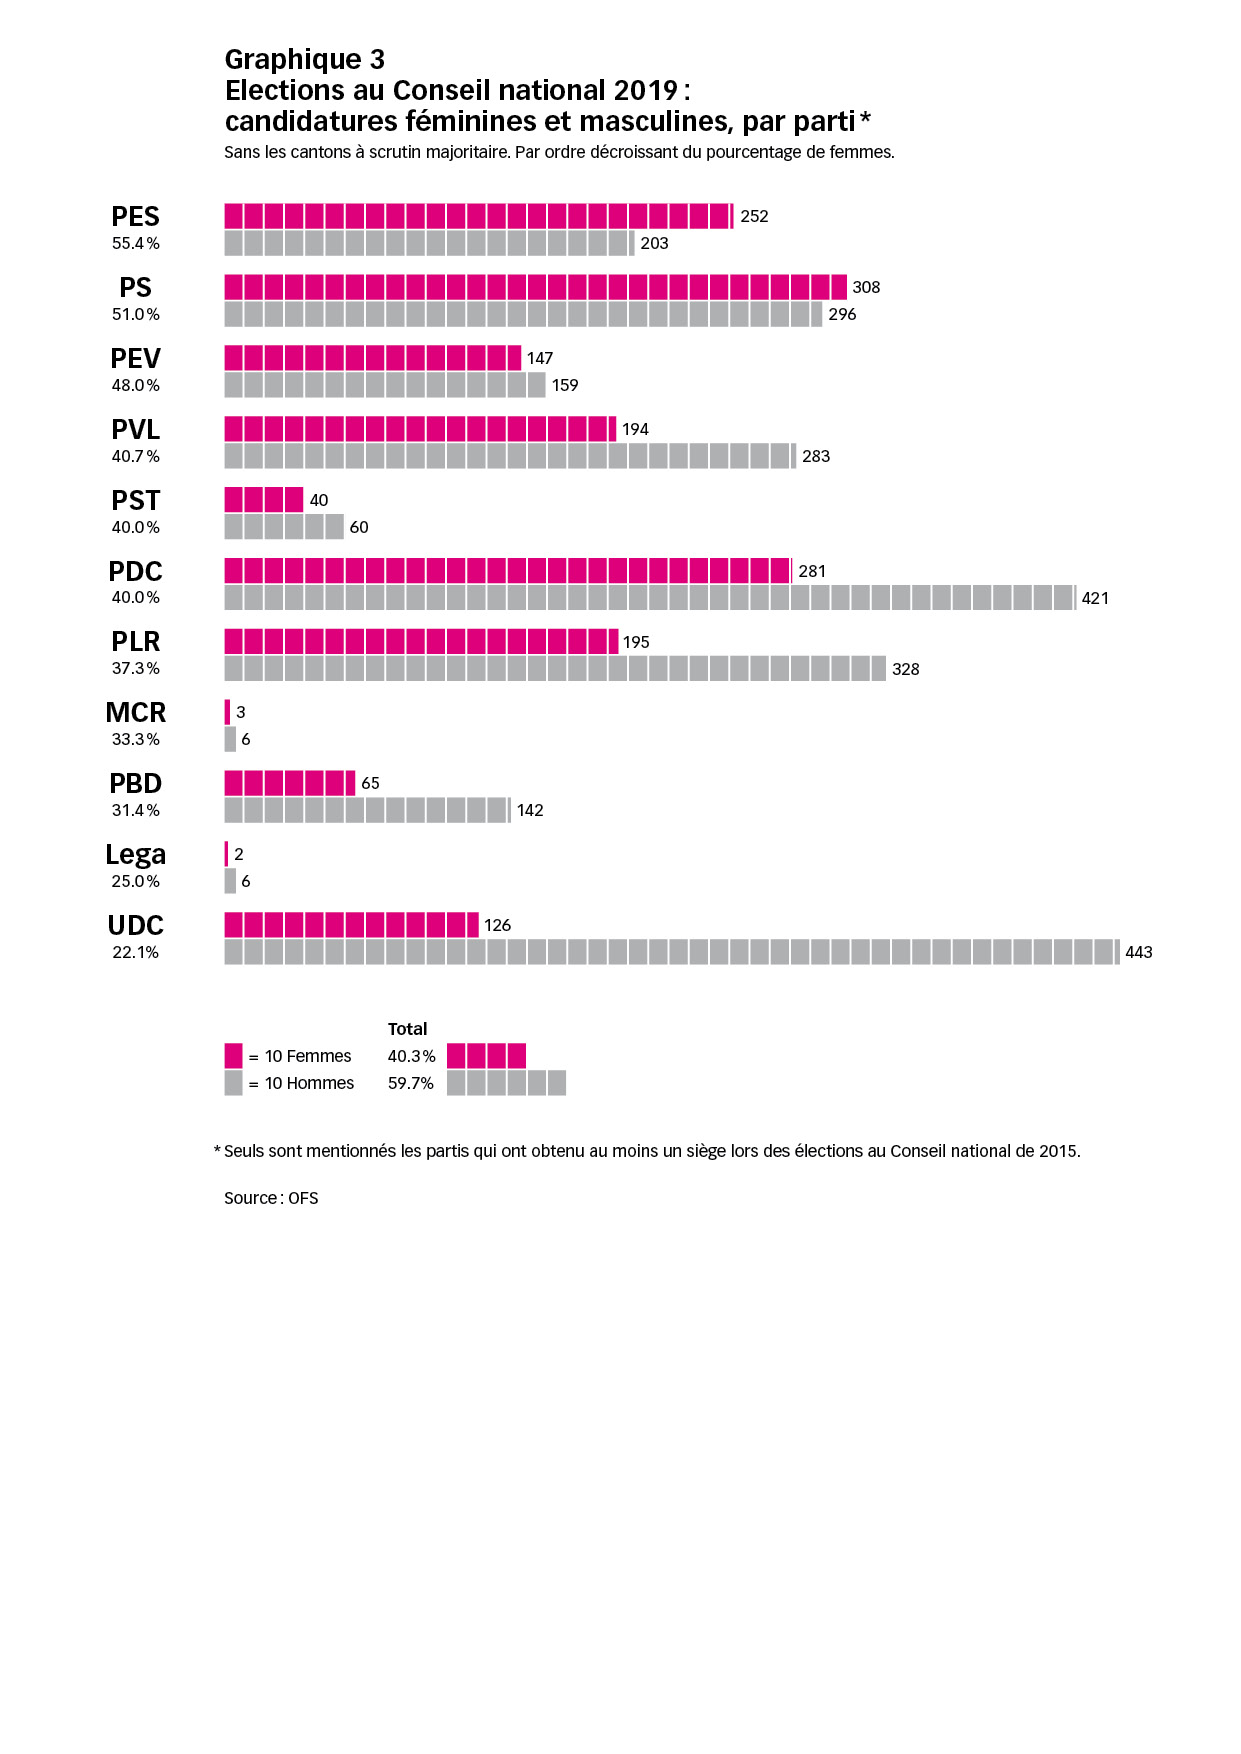 Graphique 3
Elections au Conseil national 2019 :
candidatures féminines et masculines, par parti *
Sans les cantons à scrutin majoritaire. Par ordre décroissant du pourcentage de femmes.
PES
252
55.4 %
203
PS
308
51.0 %
296
PEV
147
48.0 %
159
PVL
194
40.7 %
283
PST
40
40.0 %
60
PDC
281
40.0 %
421
PLR
195
37.3 %
328
MCR
3
33.3 %
6
PBD
65
31.4 %
142
Lega
2
25.0 %
6
UDC
126
22.1%
443
Total
= 10 Femmes 40.3 %
= 10 Hommes 59.7%
* Seuls sont mentionnés les partis qui ont obtenu au moins un siège lors des élections au Conseil national de 2015.
Source : OFS